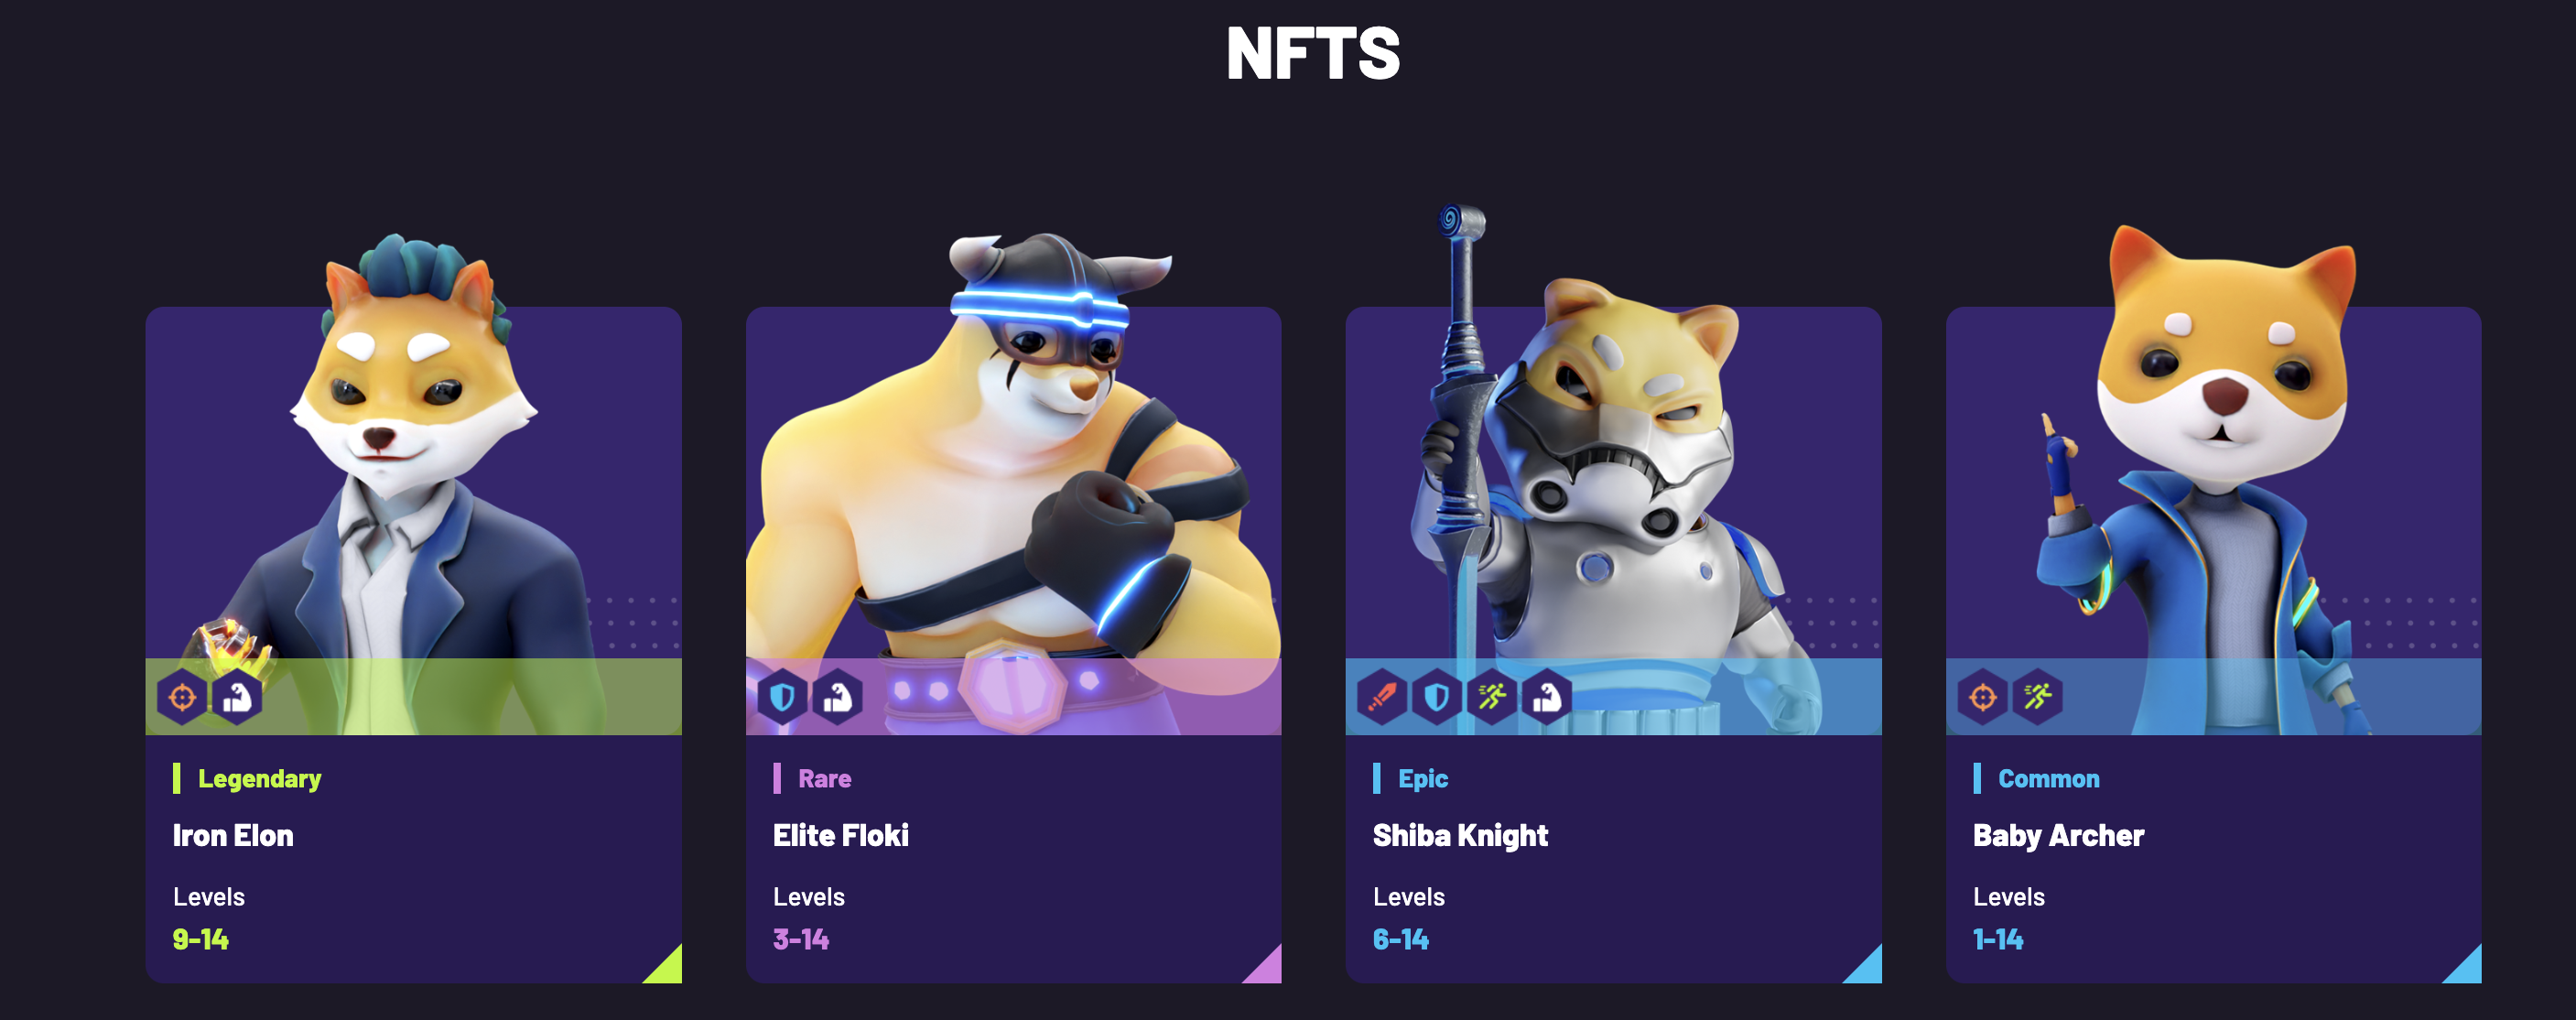 NFTS
Legendary
Iron Elon
Levels
9-14
Rare
Elite Floki
Levels
3-14
Epic
Shiba Knight
Levels
6-14
Common
Baby Archer
Levels
1-14